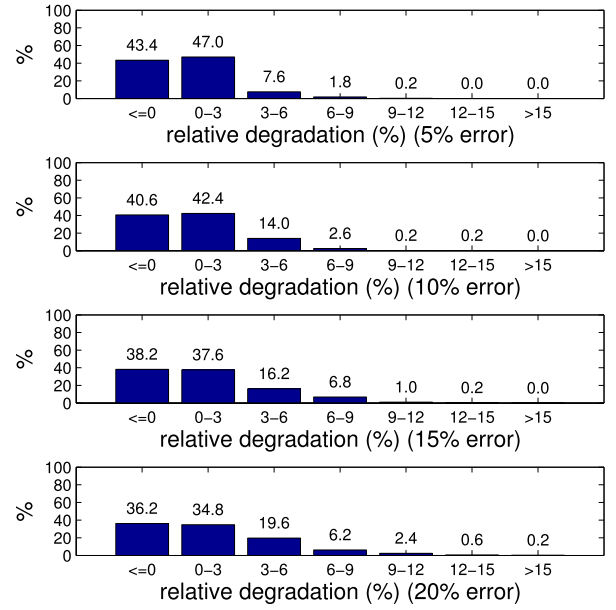 100
80
60
40
20
0
%
43.4 47.0 7.6 1.8 0.2 0.0 0.0
<=0 0–3 3–6 6–9 9–12 12–15 >15
relative degradation (%) (5% error)
100
80
60
40
20
0
%
40.6 42.4 14.0 2.6 0.2 0.2 0.0
<=0 0–3 3–6 6–9 9–12 12–15 >15
relative degradation (%) (10% error)
100
80
60
40
20
0
%
38.2 37.6 16.2 6.8 1.0 0.2 0.0
<=0 0–3 3–6 6–9 9–12 12–15 >15
relative degradation (%) (15% error)
100
80
60
40
20
0
%
36.2 34.8 19.6 6.2 2.4 0.6 0.2
<=0 0–3 3–6 6–9 9–12 12–15 >15
relative degradation (%) (20% error)